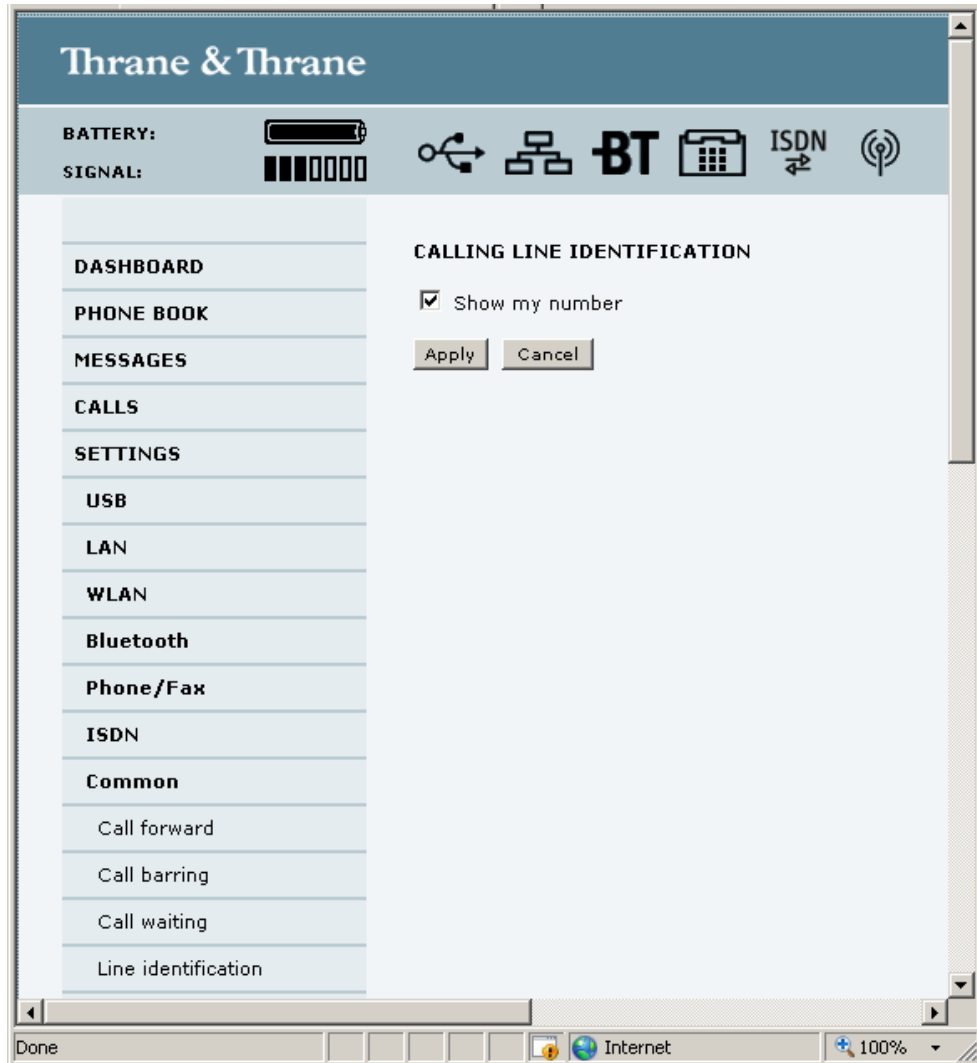 Thrane & Thrane
BATTERY:
SIGNAL:
BT
ISDN
DASHBOARD
PHONE BOOK
MESSAGES
CALLS
SETTINGS
USB
LAN
WLAN
Bluetooth
Phone/Fax
ISDN
Common
Call forward
Call barring
Call waiting
Line identification
CALLING LINE IDENTIFICATION
Show my number
Apply Cancel
Done Internet 100%